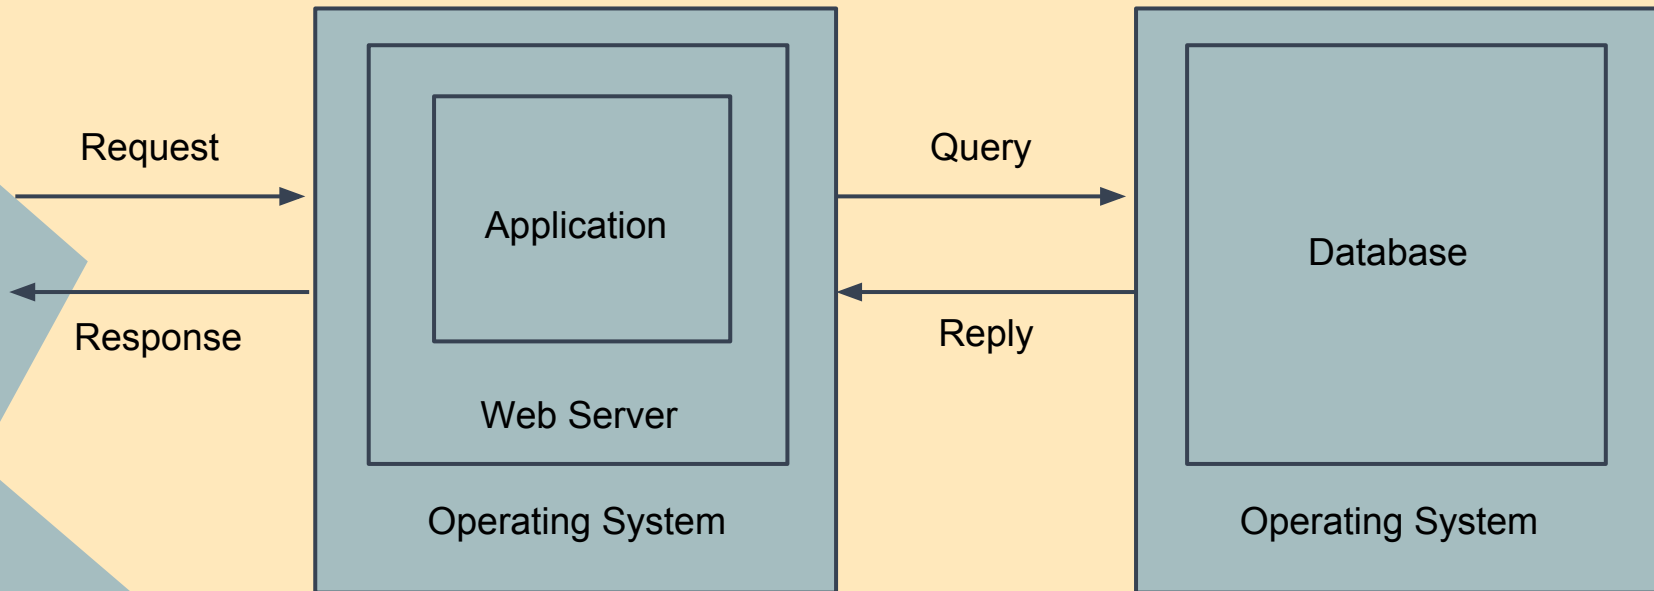 Request
Response
Application
Web Server
Operating System
Query
Reply
Database
Operating System